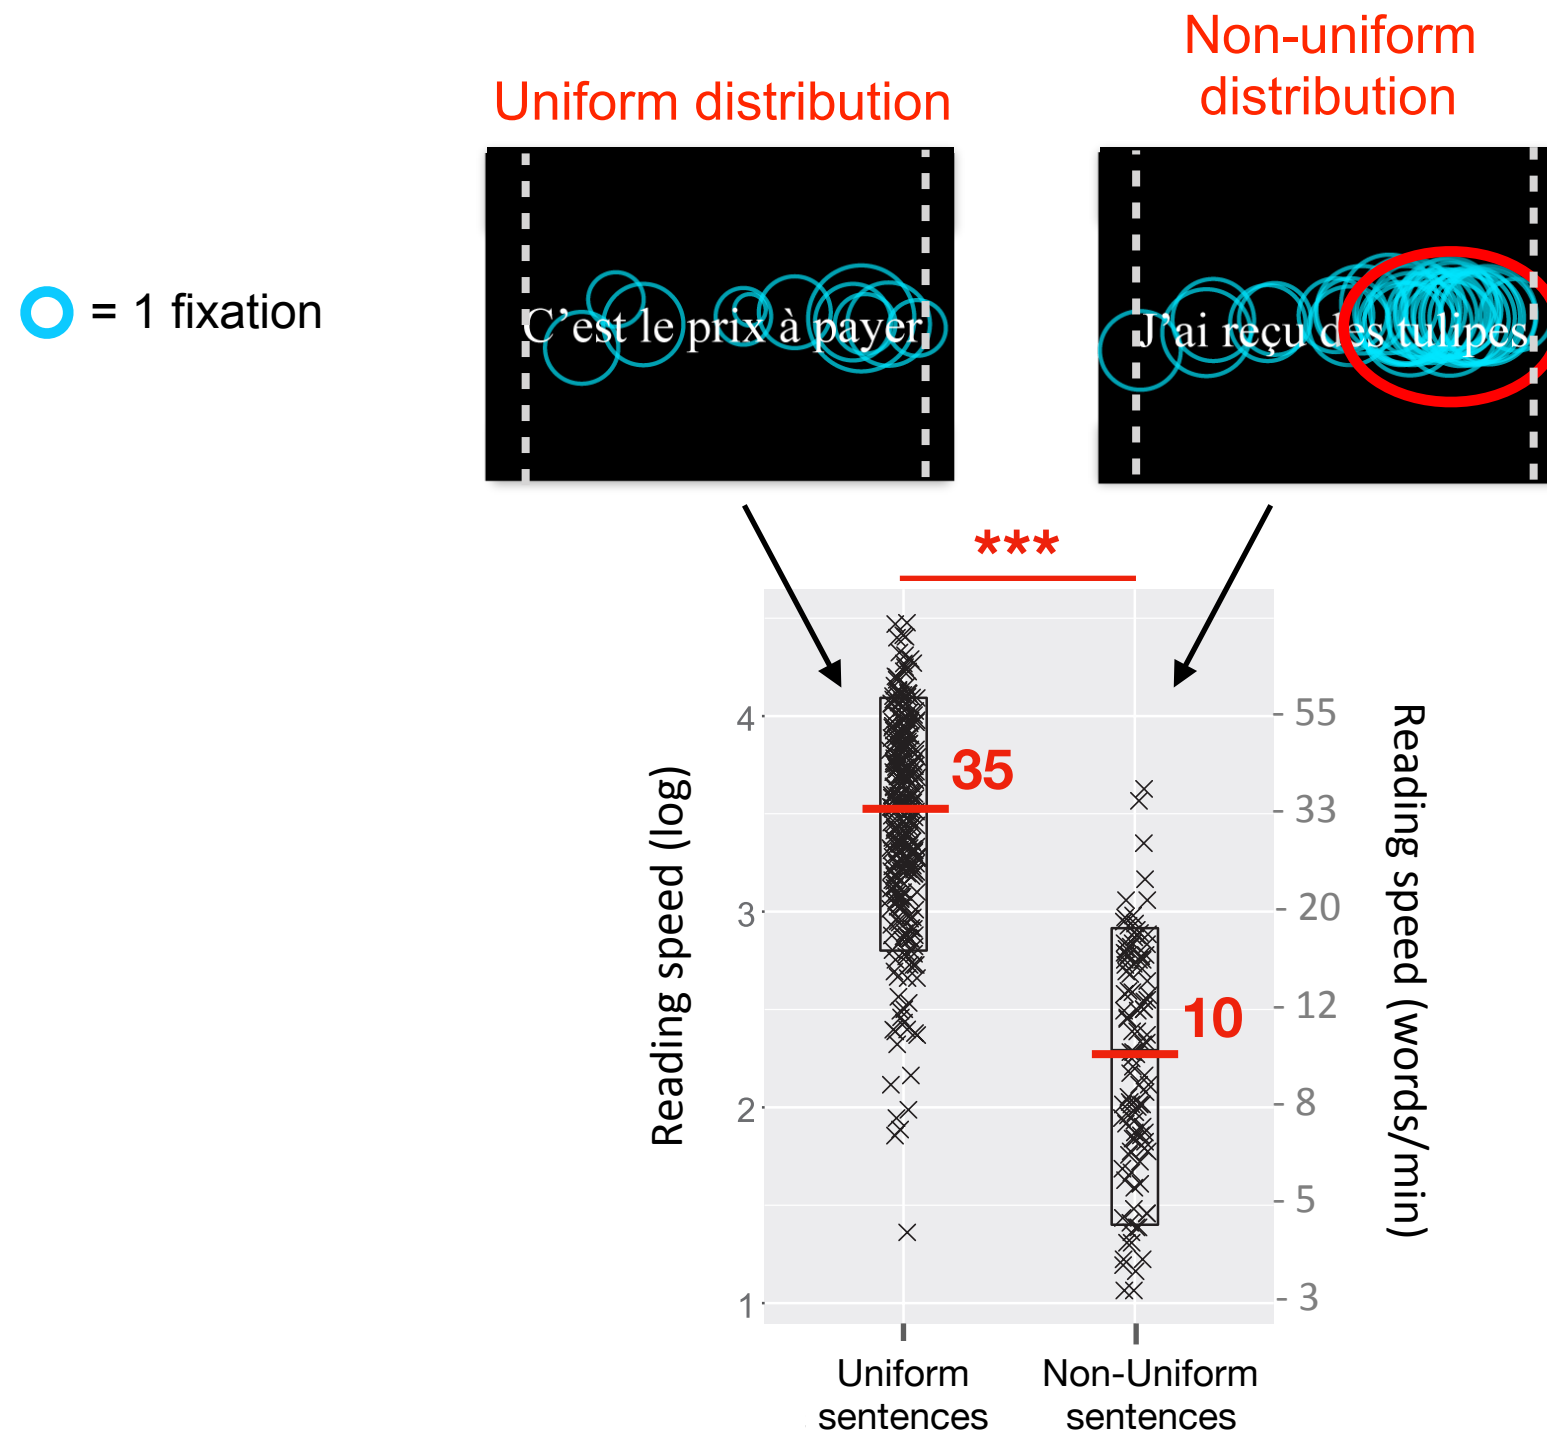 Non-uniform
distribution
Uniform distribution
= 1 fixation
C’est le prix à payer.
J’ai reçu des tulipes.
***
Reading speed (log)
4
3
2
1
35
10
55
33
20
12
8
5
3
Reading speed (words/min)
Uniform
sentences
Non-Uniform
sentences